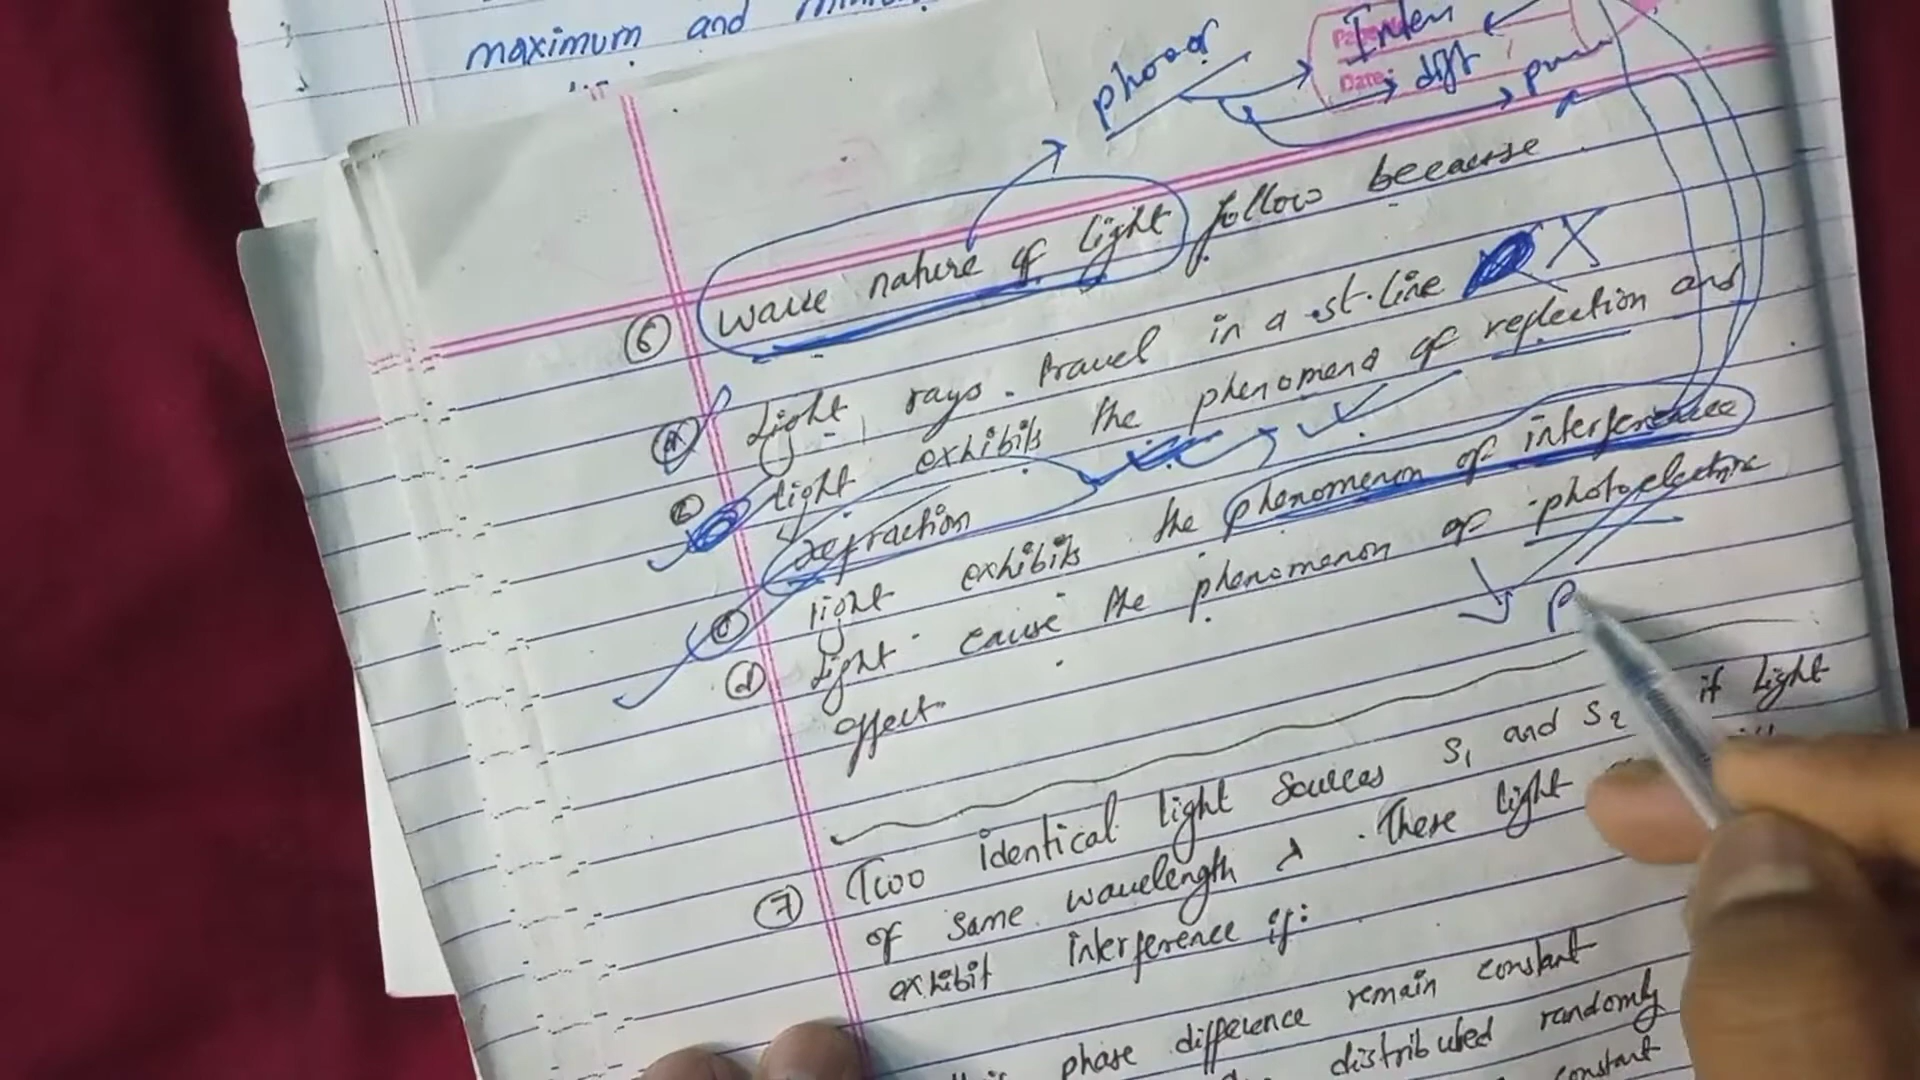 maximum and
Page
Date:
Inten
diff
⑥ wave nature of light follow because
ⓐ Light rays travel in a st. line X
ⓑ light exhibits the phenomena of reflection and
refraction
ⓒ light exhibits the phenomenon of interference
ⓓ Light cause the phenomenon of photoelectric
effect.
P
⑦ Two identical light Sources S₁ and S₂ if light
of same wavelength λ. These light
exhibit interference if:
phase difference remain constant
distributed randomly
constant